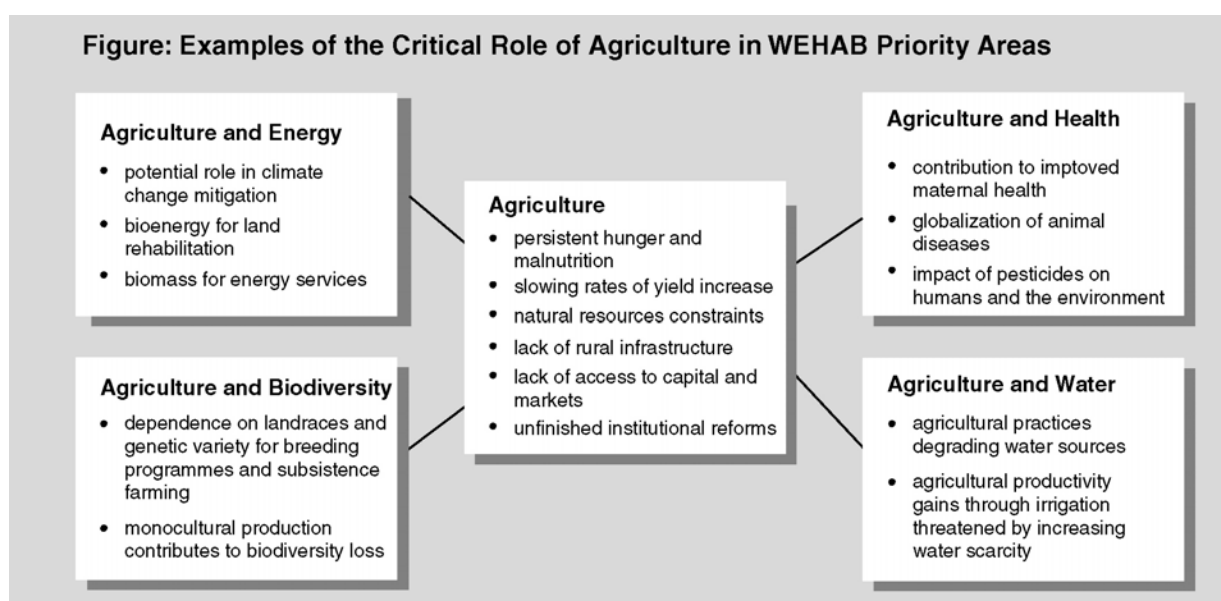 Figure: Examples of the Critical Role of Agriculture in WEHAB Priority Areas
Agriculture and Energy
• potential role in climate
change mitigation
• bioenergy for land
rehabilitation
• biomass for energy services
Agriculture and Biodiversity
• dependence on landraces and
genetic variety for breeding
programmes and subsistence
farming
• monocultural production
contributes to biodiversity loss
Agriculture
• persistent hunger and
malnutrition
• slowing rates of yield increase
• natural resources constraints
• lack of rural infrastructure
• lack of access to capital and
markets
• unfinished institutional reforms
Agriculture and Health
• contribution to imptoved
maternal health
• globalization of animal
diseases
• impact of pesticides on
humans and the environment
Agriculture and Water
• agricultural practices
degrading water sources
• agricultural productivity
gains through irrigation
threatened by increasing
water scarcity